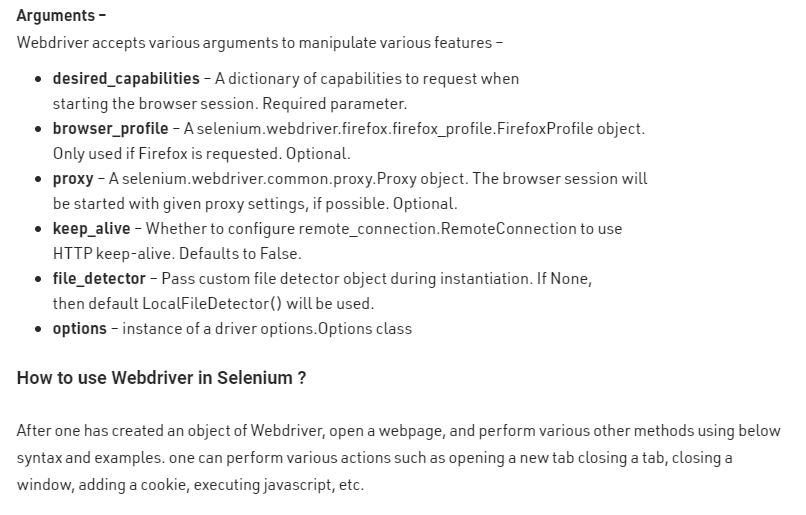 Arguments –
Webdriver accepts various arguments to manipulate various features –
• desired_capabilities – A dictionary of capabilities to request when
starting the browser session. Required parameter.
• browser_profile – A selenium.webdriver.firefox.firefox_profile.FirefoxProfile object.
Only used if Firefox is requested. Optional.
• proxy – A selenium.webdriver.common.proxy.Proxy object. The browser session will
be started with given proxy settings, if possible. Optional.
• keep_alive – Whether to configure remote_connection.RemoteConnection to use
HTTP keep-alive. Defaults to False.
• file_detector – Pass custom file detector object during instantiation. If None,
then default LocalFileDetector() will be used.
• options – instance of a driver options.Options class
How to use Webdriver in Selenium ?
After one has created an object of Webdriver, open a webpage, and perform various other methods using below
syntax and examples. one can perform various actions such as opening a new tab closing a tab, closing a
window, adding a cookie, executing javascript, etc.